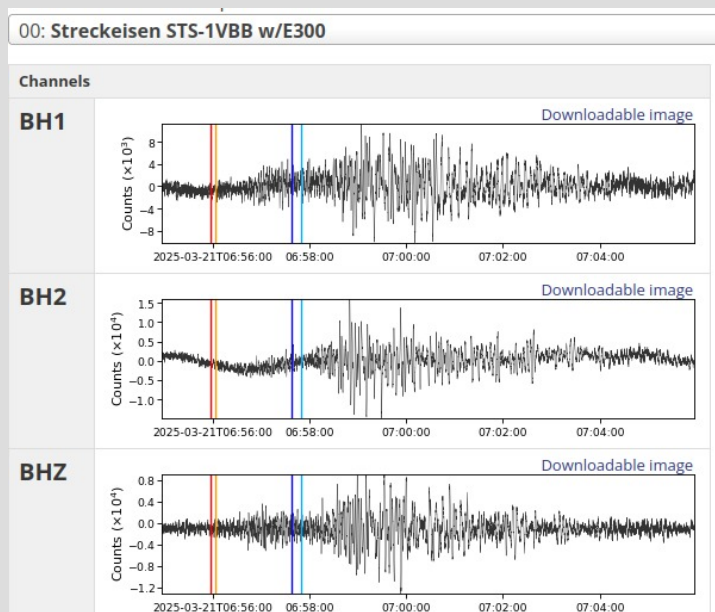 00: Streckeisen STS-1VBB w/E300
Channels
BH1
Downloadable image
Counts (×10³)
8
4
0
−4
−8
2025-03-21T06:56:00 06:58:00 07:00:00 07:02:00 07:04:00
BH2
Downloadable image
Counts (×10⁴)
1.5
1.0
0.5
0.0
−0.5
−1.0
2025-03-21T06:56:00 06:58:00 07:00:00 07:02:00 07:04:00
BHZ
Downloadable image
Counts (×10⁴)
0.8
0.4
0.0
−0.4
−0.8
−1.2
2025-03-21T06:56:00 06:58:00 07:00:00 07:02:00 07:04:00